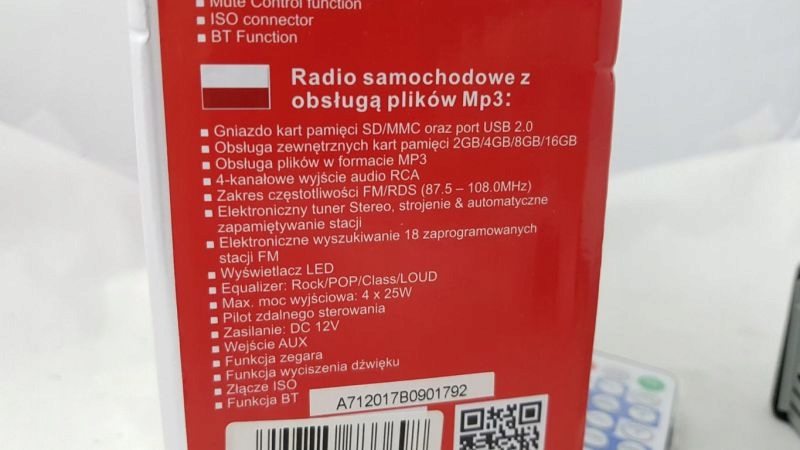 Mute Control function
ISO connector
BT Function
Radio samochodowe z
obsługą plików Mp3:
Gniazdo kart pamięci SD/MMC oraz port USB 2.0
Obsługa zewnętrznych kart pamięci 2GB/4GB/8GB/16GB
Obsługa plików w formacie MP3
4-kanałowe wyjście audio RCA
Zakres częstotliwości FM/RDS (87.5 – 108.0MHz)
Elektroniczny tuner Stereo, strojenie & automatyczne
zapamiętywanie stacji
Elektroniczne wyszukiwanie 18 zaprogramowanych
stacji FM
Wyświetlacz LED
Equalizer: Rock/POP/Class/LOUD
Max. moc wyjściowa: 4 x 25W
Pilot zdalnego sterowania
Zasilanie: DC 12V
Wejście AUX
Funkcja zegara
Funkcja wyciszenia dźwięku
Złącze ISO
Funkcja BT
A712017B0901792